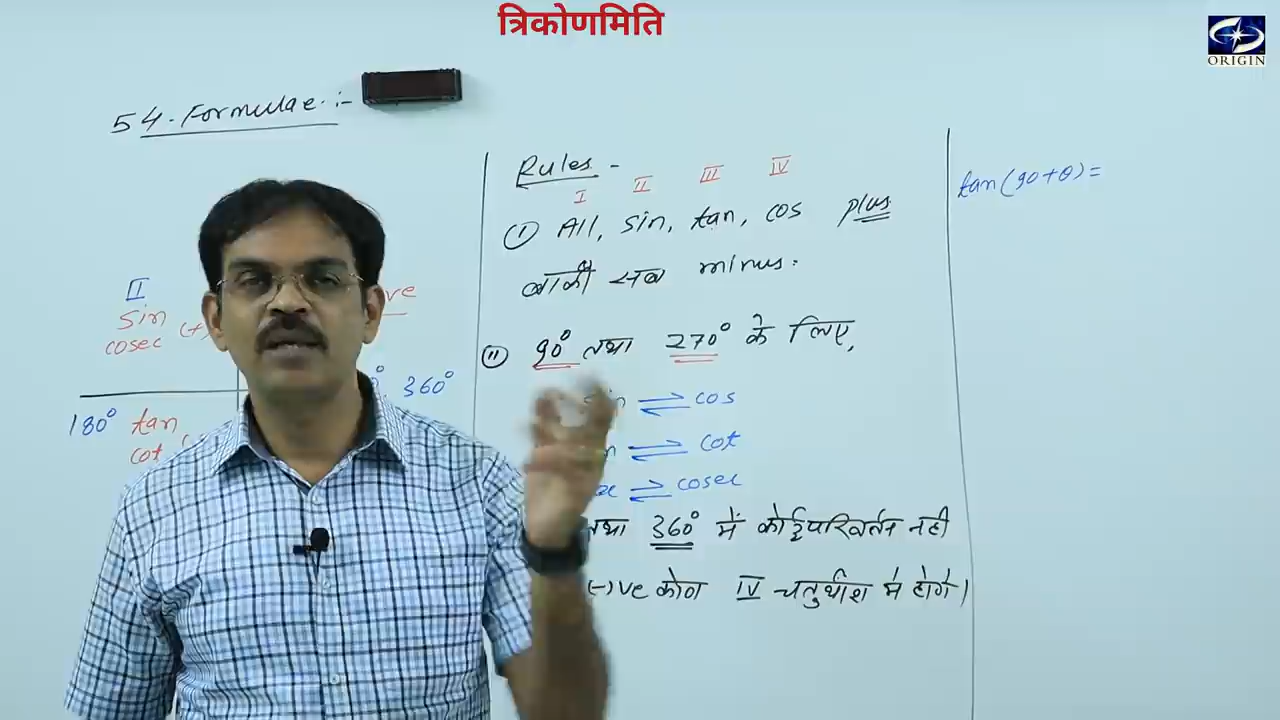 त्रिकोणमिति
ORIGIN
54. Formulae :-
II
sin (+)
cosec
ve
360°
180° tan
cot
Rules -
I II III IV
① All, sin, tan, cos plus
बाकी सब minus.
② 90° तथा 270° के लिए,
⇌ cos
⇌ cot
⇌ cosec
तथा 360° में कोई परिवर्तन नही
(-)ve कोण IV चतुर्थांश मे होंगे।
tan(90+θ)=